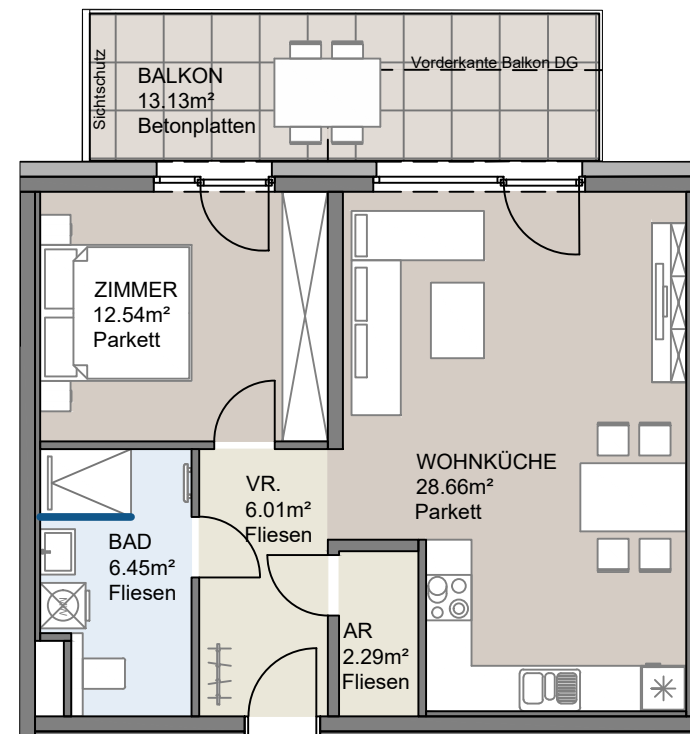 Sichtschutz
BALKON
13.13m²
Betonplatten
Vorderkante Balkon DG
ZIMMER
12.54m²
Parkett
WOHNKÜCHE
28.66m²
Parkett
VR.
6.01m²
Fliesen
BAD
6.45m²
Fliesen
AR
2.29m²
Fliesen